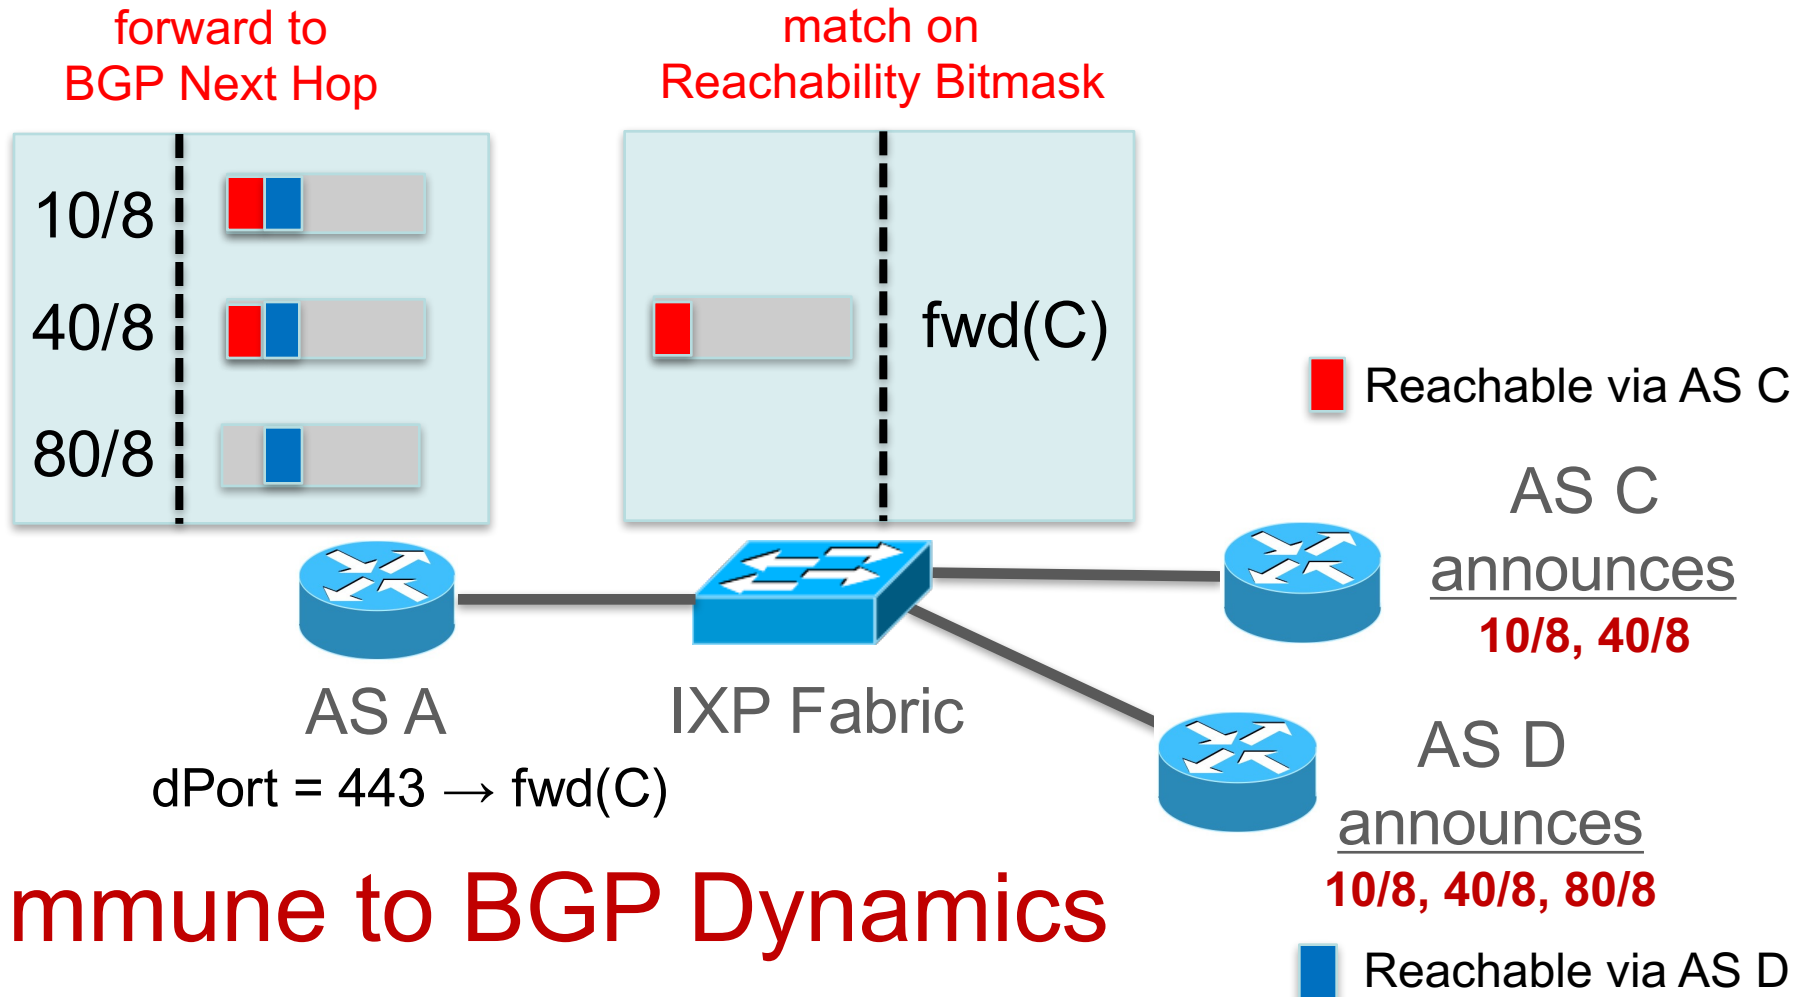 forward to
BGP Next Hop
match on
Reachability Bitmask
10/8
40/8
80/8
fwd(C)
Reachable via AS C
AS C
announces
10/8, 40/8
AS A
IXP Fabric
dPort = 443 → fwd(C)
AS D
announces
10/8, 40/8, 80/8
mmune to BGP Dynamics
Reachable via AS D